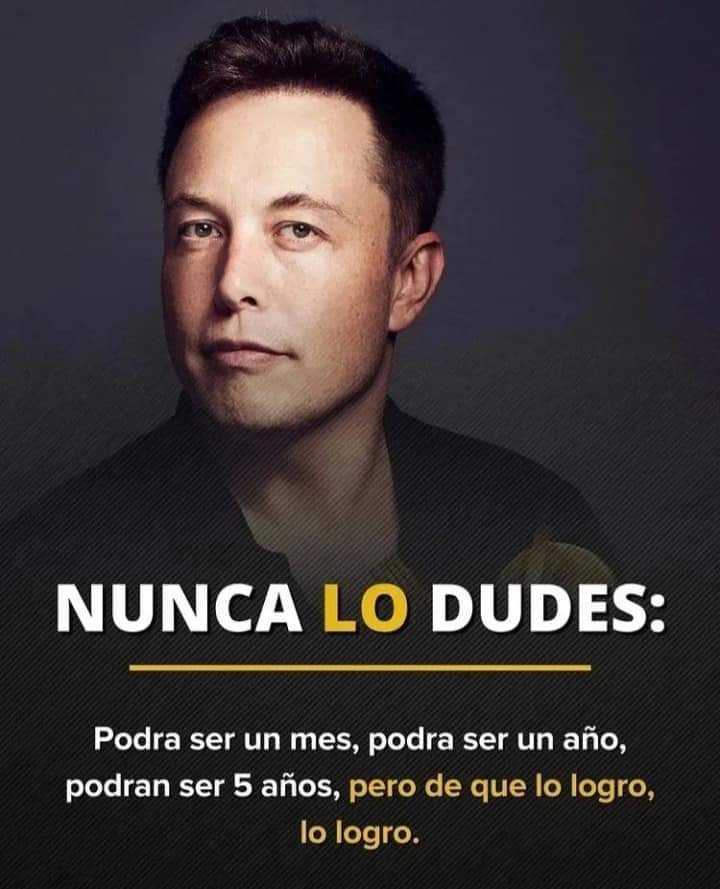 NUNCA LO DUDES:
Podra ser un mes, podra ser un año,
podran ser 5 años, pero de que lo logro,
lo logro.